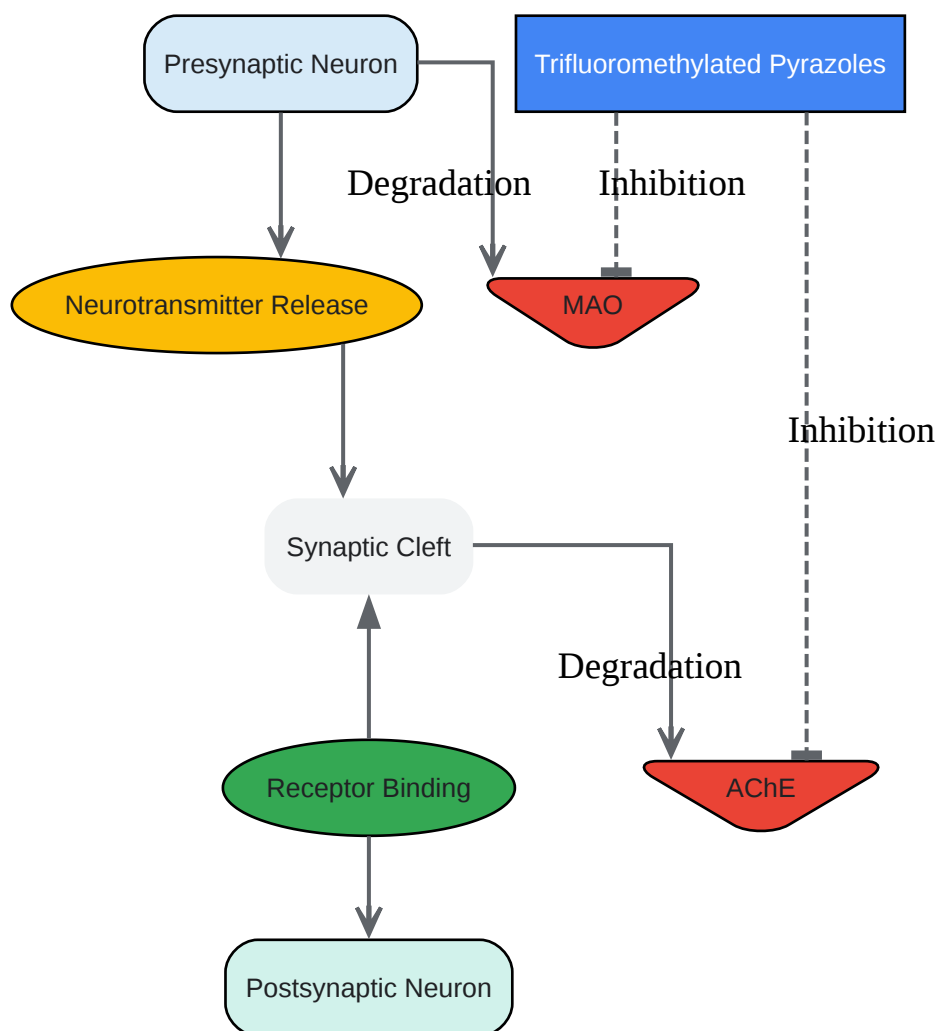 Presynaptic Neuron
Trifluoromethylated Pyrazoles
Degradation
Inhibition
Neurotransmitter Release
MAO
Inhibition
Synaptic Cleft
Degradation
Receptor Binding
AChE
Postsynaptic Neuron